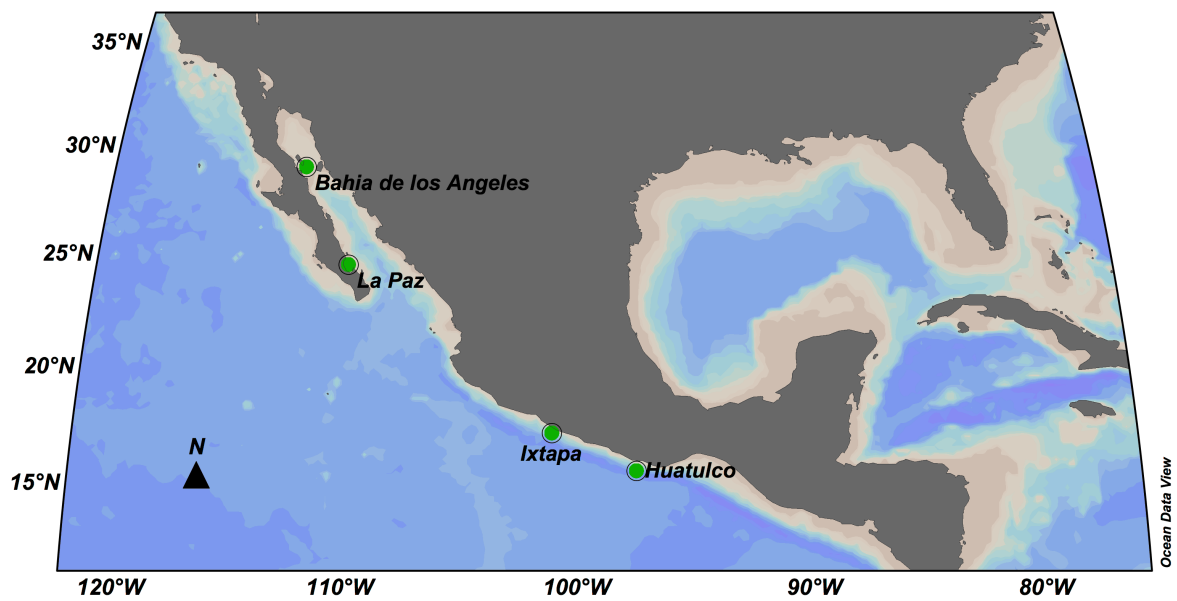 35°N
30°N
Bahia de los Angeles
25°N
La Paz
20°N
N
Ixtapa
Huatulco
15°N
Ocean Data View
120°W 110°W 100°W 90°W 80°W